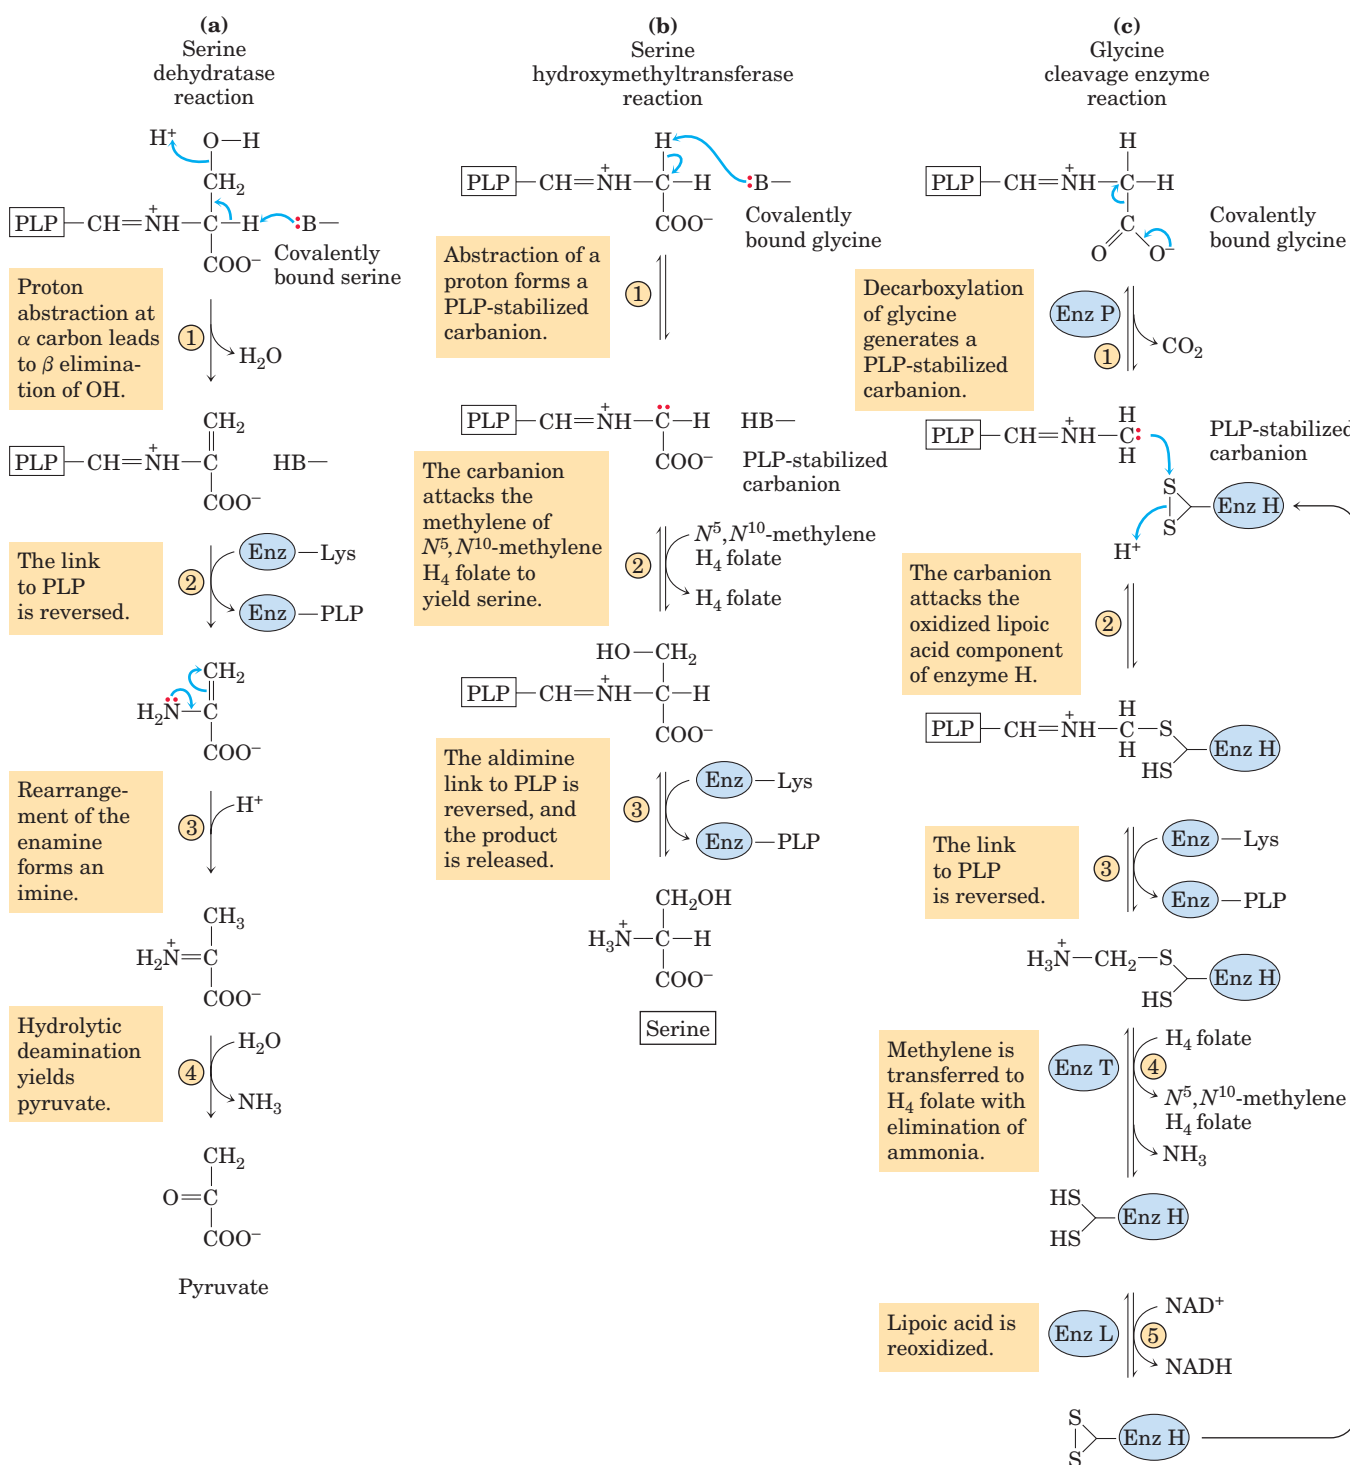 (a)
Serine
dehydratase
reaction
H⁺
O—H
CH₂
PLP—CH=N⁺H—C—H :B—
COO⁻
Covalently
bound serine
Proton
abstraction at
α carbon leads
to β elimina-
tion of OH.
①
H₂O
CH₂
PLP—CH=N⁺H—C HB—
COO⁻
The link
to PLP
is reversed.
②
Enz—Lys
Enz—PLP
CH₂
H₂N̈—C
COO⁻
Rearrange-
ment of the
enamine
forms an
imine.
③
H⁺
CH₃
H₂N⁺=C
COO⁻
Hydrolytic
deamination
yields
pyruvate.
④
H₂O
NH₃
CH₂
O=C
COO⁻
Pyruvate
(b)
Serine
hydroxymethyltransferase
reaction
H
PLP—CH=N⁺H—C—H :B—
COO⁻
Covalently
bound glycine
Abstraction of a
proton forms a
PLP-stabilized
carbanion.
①
PLP—CH=N⁺H—C̈—H HB—
COO⁻
PLP-stabilized
carbanion
The carbanion
attacks the
methylene of
N⁵,N¹⁰-methylene
H₄ folate to
yield serine.
②
N⁵,N¹⁰-methylene
H₄ folate
H₄ folate
HO—CH₂
PLP—CH=N⁺H—C—H
COO⁻
The aldimine
link to PLP is
reversed, and
the product
is released.
③
Enz—Lys
Enz—PLP
CH₂OH
H₃N⁺—C—H
COO⁻
Serine
(c)
Glycine
cleavage enzyme
reaction
H
PLP—CH=N⁺H—C—H
C
O O⁻
Covalently
bound glycine
Decarboxylation
of glycine
generates a
PLP-stabilized
carbanion.
Enz P
①
CO₂
H
PLP—CH=N⁺H—C:
H
PLP-stabilized
carbanion
S
S
Enz H
H⁺
The carbanion
attacks the
oxidized lipoic
acid component
of enzyme H.
②
H
PLP—CH=N⁺H—C—S
H
HS
Enz H
The link
to PLP
is reversed.
③
Enz—Lys
Enz—PLP
H₃N⁺—CH₂—S
HS
Enz H
Methylene is
transferred to
H₄ folate with
elimination of
ammonia.
Enz T
④
H₄ folate
N⁵,N¹⁰-methylene
H₄ folate
NH₃
HS
HS
Enz H
Lipoic acid is
reoxidized.
Enz L
⑤
NAD⁺
NADH
S
S
Enz H